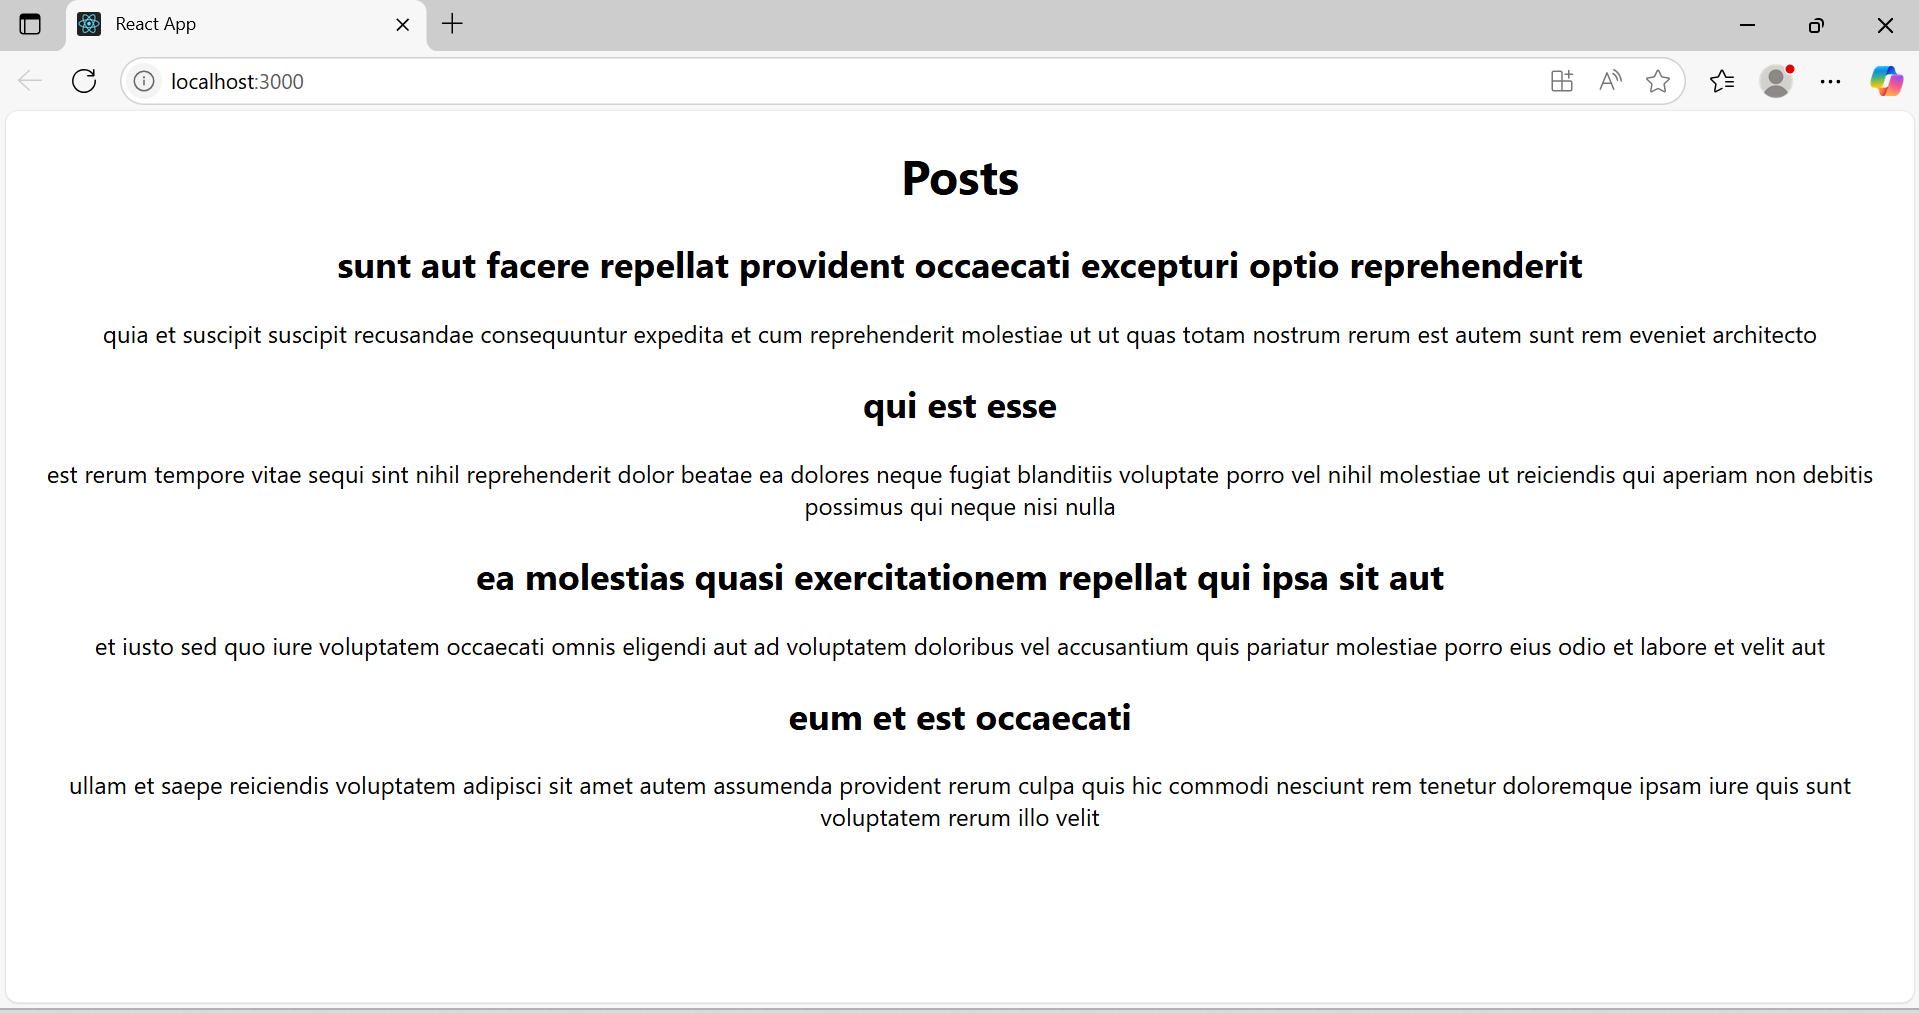 React App
localhost:3000
Posts
sunt aut facere repellat provident occaecati excepturi optio reprehenderit
quia et suscipit suscipit recusandae consequuntur expedita et cum reprehenderit molestiae ut ut quas totam nostrum rerum est autem sunt rem eveniet architecto
qui est esse
est rerum tempore vitae sequi sint nihil reprehenderit dolor beatae ea dolores neque fugiat blanditiis voluptate porro vel nihil molestiae ut reiciendis qui aperiam non debitis
possimus qui neque nisi nulla
ea molestias quasi exercitationem repellat qui ipsa sit aut
et iusto sed quo iure voluptatem occaecati omnis eligendi aut ad voluptatem doloribus vel accusantium quis pariatur molestiae porro eius odio et labore et velit aut
eum et est occaecati
ullam et saepe reiciendis voluptatem adipisci sit amet autem assumenda provident rerum culpa quis hic commodi nesciunt rem tenetur doloremque ipsam iure quis sunt
voluptatem rerum illo velit